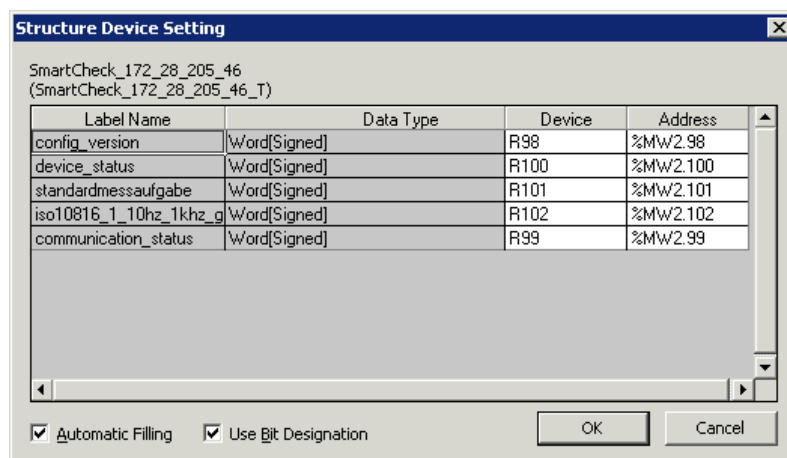 Structure Device Setting
SmartCheck_172_28_205_46
(SmartCheck_172_28_205_46_T)
Label Name Data Type Device Address
config_version Word[Signed] R98 %MW2.98
device_status Word[Signed] R100 %MW2.100
standardmessaufgabe Word[Signed] R101 %MW2.101
iso10816_1_10hz_1khz_g Word[Signed] R102 %MW2.102
communication_status Word[Signed] R99 %MW2.99
Automatic Filling Use Bit Designation OK Cancel